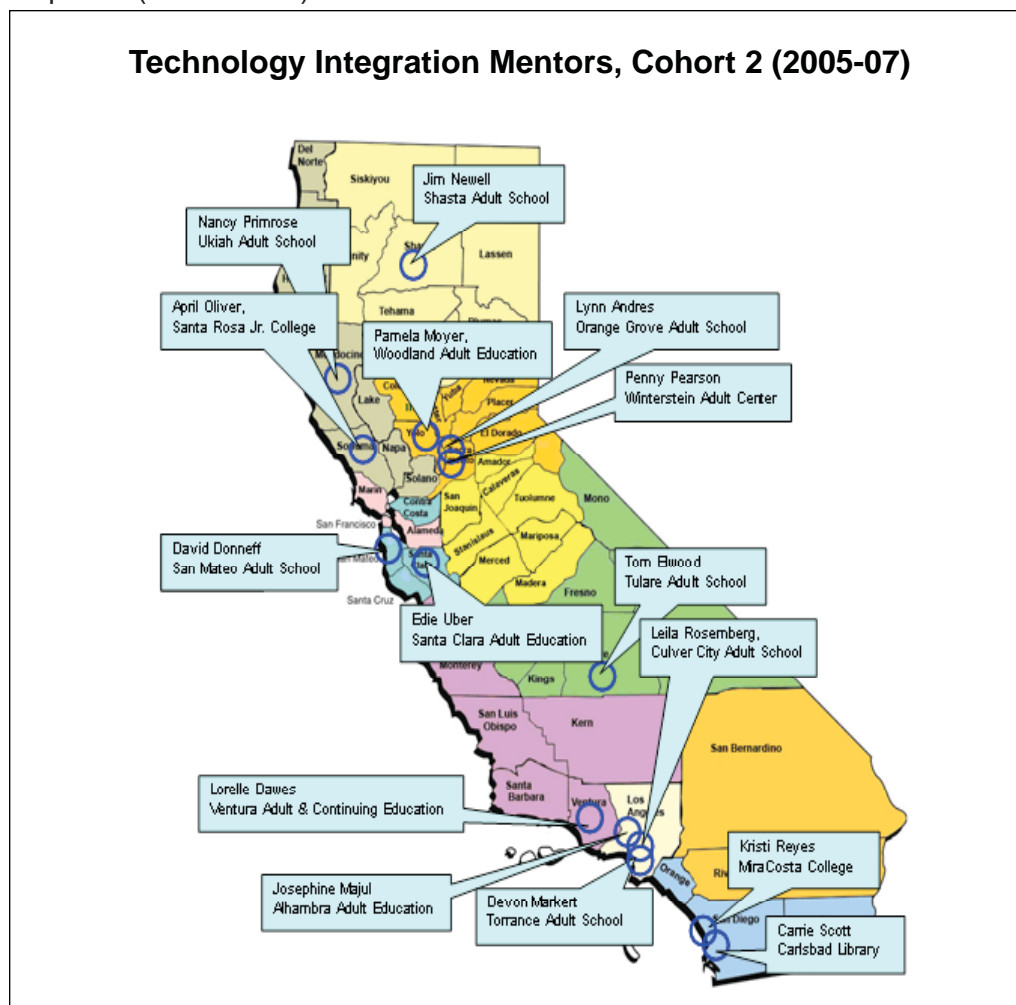 Technology Integration Mentors, Cohort 2 (2005-07)
Del
Norte
Siskiyou
Jim Newell
Shasta Adult School
Nancy Primrose
Ukiah Adult School
Lassen
Tehama
April Oliver,
Santa Rosa Jr. College
Lynn Andres
Orange Grove Adult School
Pamela Moyer,
Woodland Adult Education
Penny Pearson
Winterstein Adult Center
Lake
Yuba
Placer
Yolo
El Dorado
Napa
Solano
Amador
Calaveras
Marin
Contra
Costa
San
Joaquin
Tuolumne
Mono
San Francisco
Alameda
Stanislaus
Mariposa
Merced
Madera
David Donneff
San Mateo Adult School
Santa Cruz
Fresno
Tom Elwood
Tulare Adult School
Edie Uber
Santa Clara Adult Education
Leila Rosemberg,
Culver City Adult School
Monterey
Kings
San Luis
Obispo
Kern
San Bernardino
Santa
Barbara
Ventura
Los
Angeles
Lorelle Dawes
Ventura Adult & Continuing Education
Kristi Reyes
MiraCosta College
Orange
Josephine Majul
Alhambra Adult Education
Devon Markert
Torrance Adult School
San Diego
Carrie Scott
Carlsbad Library